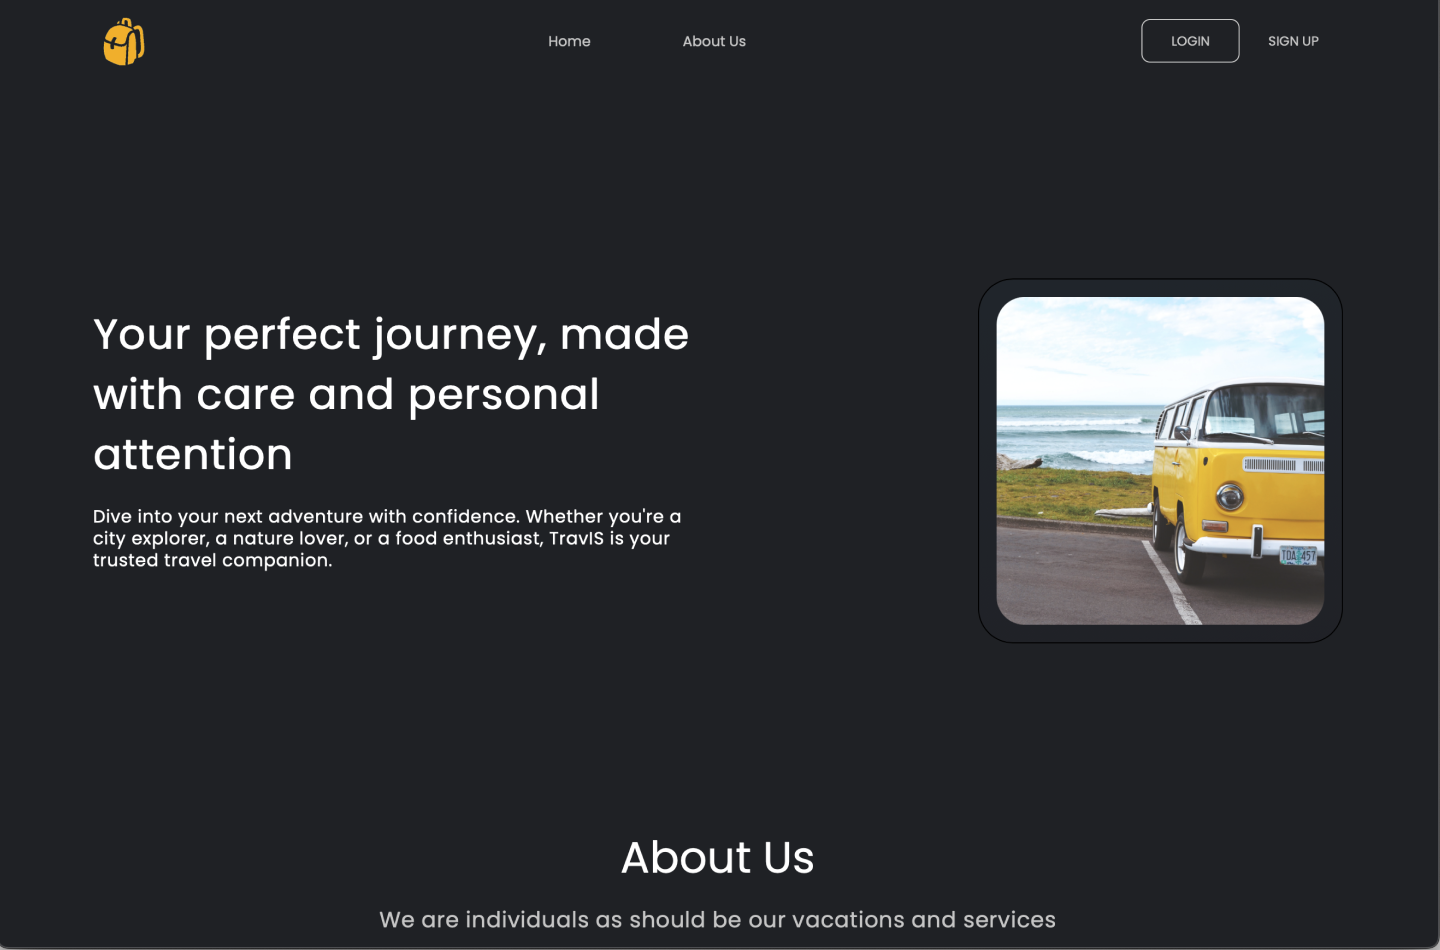 Home
About Us
LOGIN
SIGN UP
Your perfect journey, made
with care and personal
attention
Dive into your next adventure with confidence. Whether you're a
city explorer, a nature lover, or a food enthusiast, TravIS is your
trusted travel companion.
TDA 457
About Us
We are individuals as should be our vacations and services